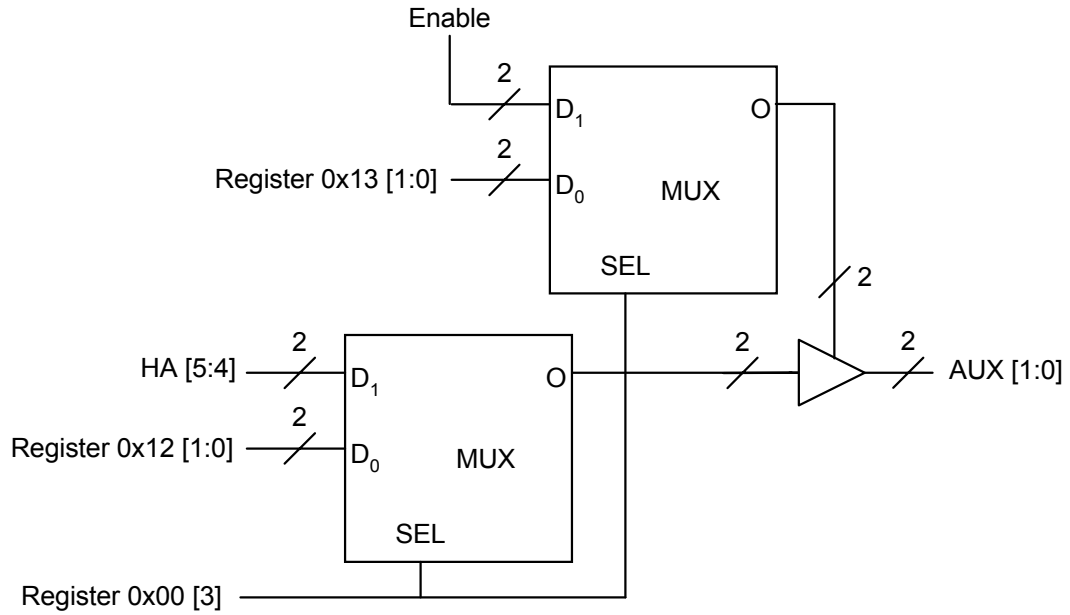 Enable
2
D1
O
2
Register 0x13 [1:0]
D0
MUX
SEL
2
2
HA [5:4]
D1
O
2
2
AUX [1:0]
2
Register 0x12 [1:0]
D0
MUX
SEL
Register 0x00 [3]